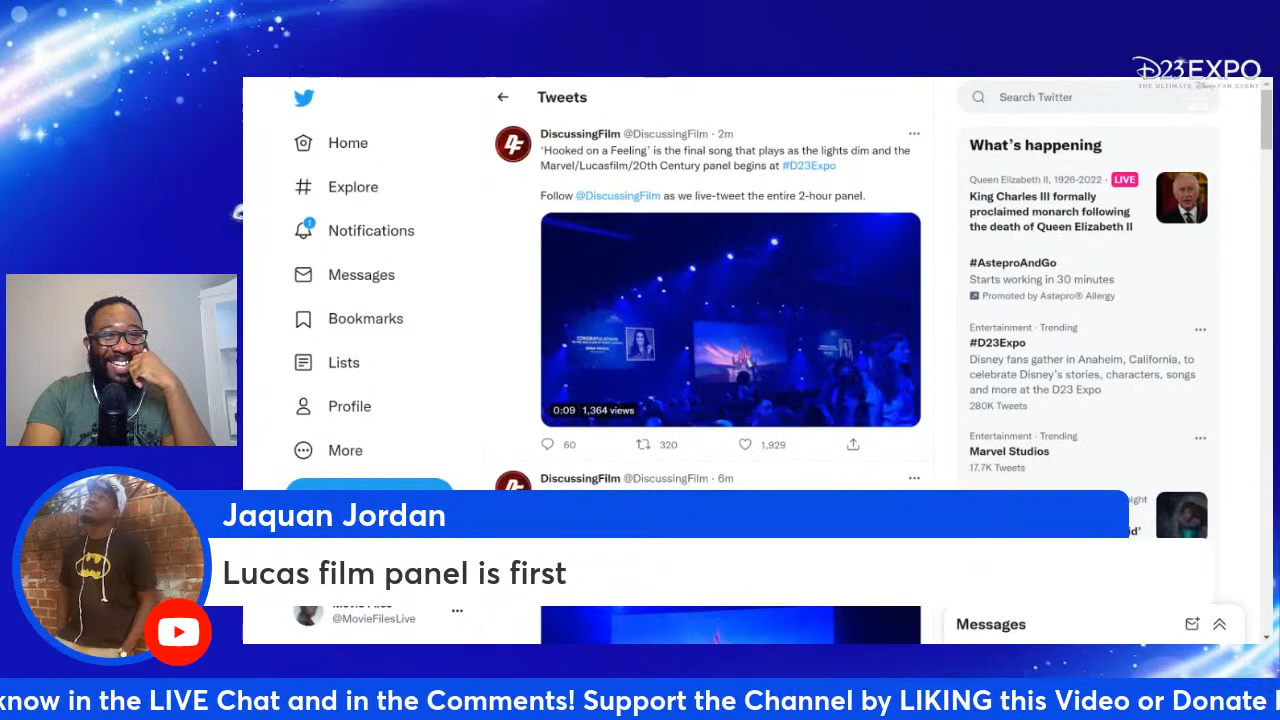 D23EXPO
THE ULTIMATE Disney FAN EVENT
Home
Explore
1
Notifications
Messages
Bookmarks
Lists
Profile
More
@MovieFilesLive
Tweets
DiscussingFilm @DiscussingFilm · 2m
‘Hooked on a Feeling’ is the final song that plays as the lights dim and the
Marvel/Lucasfilm/20th Century panel begins at #D23Expo
Follow @DiscussingFilm as we live-tweet the entire 2-hour panel.
CONGRATULATIONS
0:09 1,364 views
60 320 1,929
DiscussingFilm @DiscussingFilm · 6m
Search Twitter
What’s happening
Queen Elizabeth II, 1926-2022 · LIVE
King Charles III formally
proclaimed monarch following
the death of Queen Elizabeth II
#AsteproAndGo
Starts working in 30 minutes
Promoted by Astepro® Allergy
Entertainment · Trending
#D23Expo
Disney fans gather in Anaheim, California, to
celebrate Disney’s stories, characters, songs
and more at the D23 Expo
280K Tweets
Entertainment · Trending
Marvel Studios
17.7K Tweets
Messages
Jaquan Jordan
Lucas film panel is first
know in the LIVE Chat and in the Comments! Support the Channel by LIKING this Video or Donate